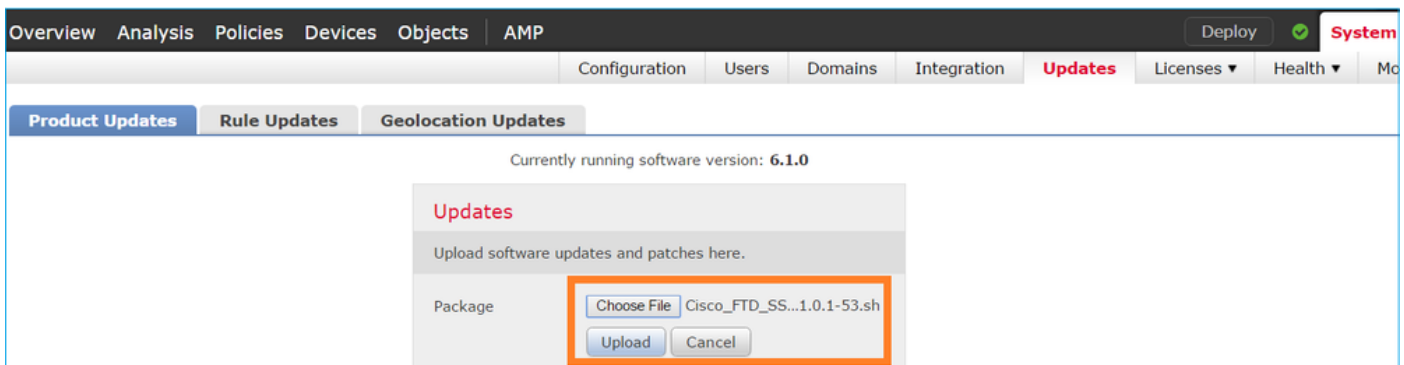 Overview Analysis Policies Devices Objects AMP Deploy System
Configuration Users Domains Integration Updates Licenses ▼ Health ▼ Mo
Product Updates Rule Updates Geolocation Updates
Currently running software version: 6.1.0
Updates
Upload software updates and patches here.
Package Choose File Cisco_FTD_SS...1.0.1-53.sh
Upload Cancel